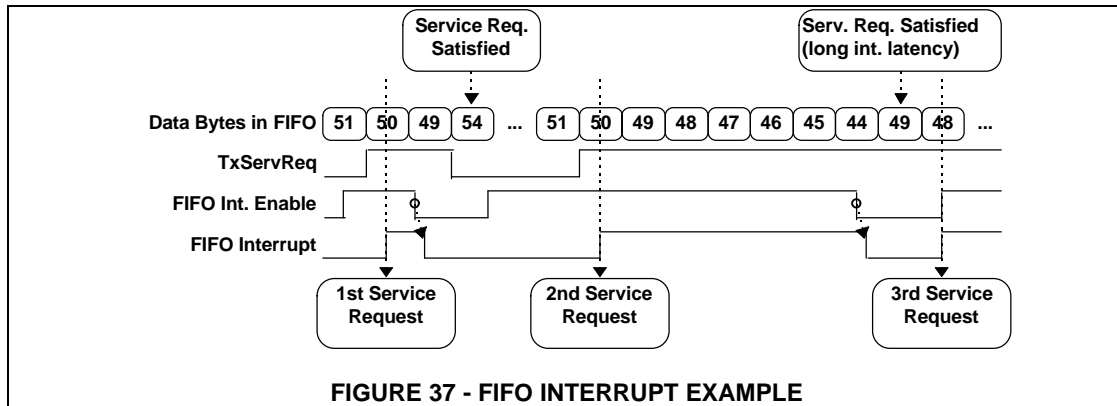 Service Req.
Satisfied
Serv. Req. Satisfied
(long int. latency)
Data Bytes in FIFO 51 50 49 54 ... 51 50 49 48 47 46 45 44 49 48 ...
TxServReq
FIFO Int. Enable
FIFO Interrupt
1st Service
Request
2nd Service
Request
3rd Service
Request
FIGURE 37 - FIFO INTERRUPT EXAMPLE